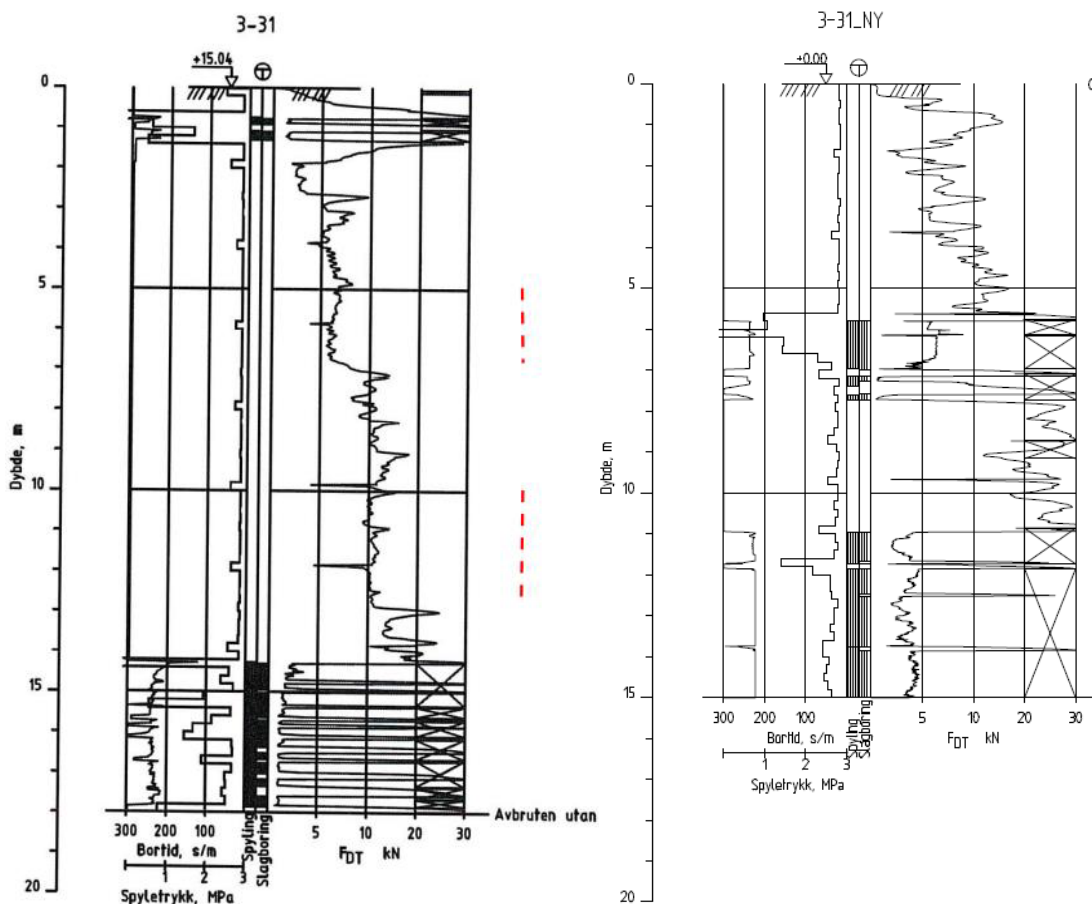 3-31
+15.04
T
0
5
10
15
20
Dybde, m
300 200 100
Bortid, s/m
1 2 3
Spyletrykk, MPa
Spyling
Slagboring
5 10 20 30
FDT kN
Avbruten utan
3-31_NY
+0.00
T
0
5
10
15
20
Dybde, m
300 200 100
Bortid, s/m
1 2 3
Spyletrykk, MPa
Spyling
Slagboring
5 10 20 30
FDT kN